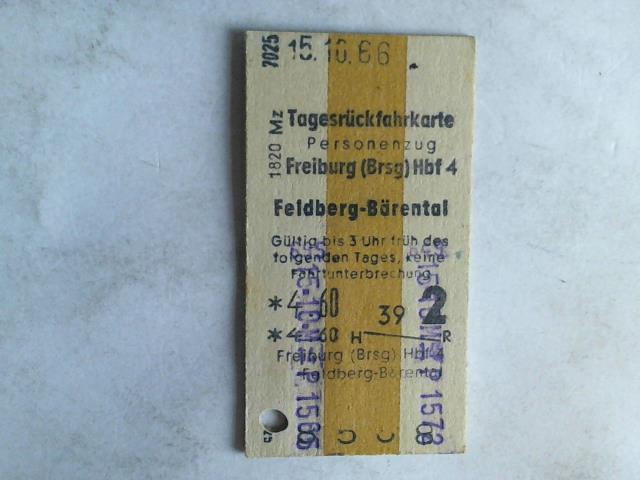 7025
15.10.66
1820 Mz
Tagesrückfahrkarte
Personenzug
Freiburg (Brsg) Hbf 4
Feldberg-Bärental
Gültig bis 3 Uhr früh des
folgenden Tages, keine
Fahrtunterbrechung
*4.60 39 2
*4.60 H R
Freiburg (Brsg) Hbf 4
Feldberg-Bärental